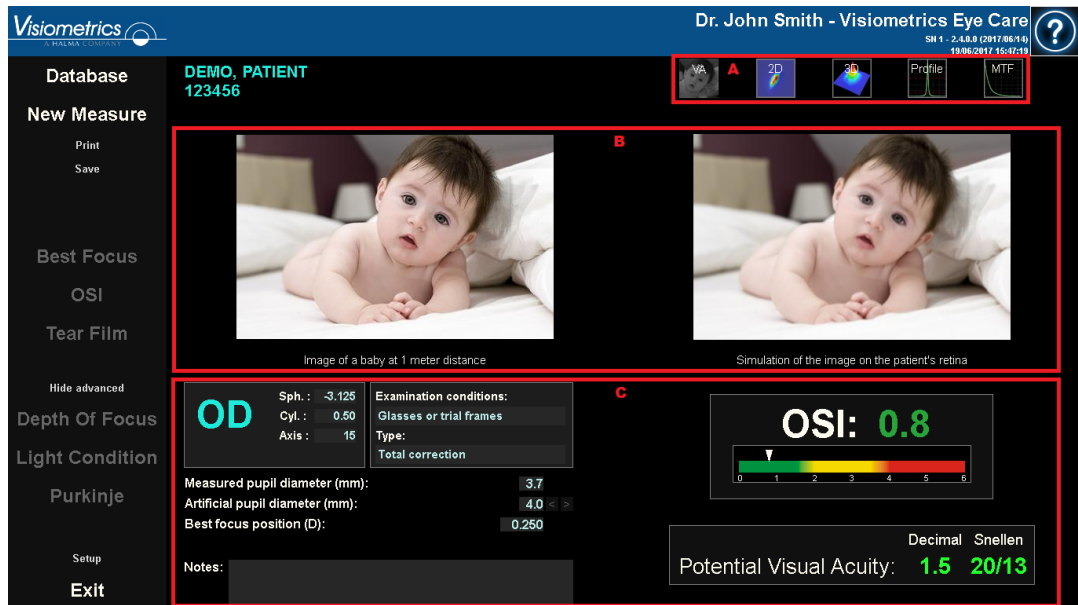 Visiometrics
A HALMA COMPANY
Dr. John Smith - Visiometrics Eye Care
SN 1 - 2.4.0.0 (2017/06/14)
19/06/2017 15:47:19
?
Database
New Measure
Print
Save
Best Focus
OSI
Tear Film
Hide advanced
Depth Of Focus
Light Condition
Purkinje
Setup
Exit
DEMO, PATIENT
123456
VA A 2D 3D Profile MTF
B
Image of a baby at 1 meter distance
Simulation of the image on the patient's retina
C
OD
Sph. : -3.125
Cyl. : 0.50
Axis : 15
Examination conditions:
Glasses or trial frames
Type:
Total correction
Measured pupil diameter (mm): 3.7
Artificial pupil diameter (mm): 4.0 < >
Best focus position (D): 0.250
Notes:
OSI: 0.8
0 1 2 3 4 5 6
Decimal Snellen
Potential Visual Acuity: 1.5 20/13